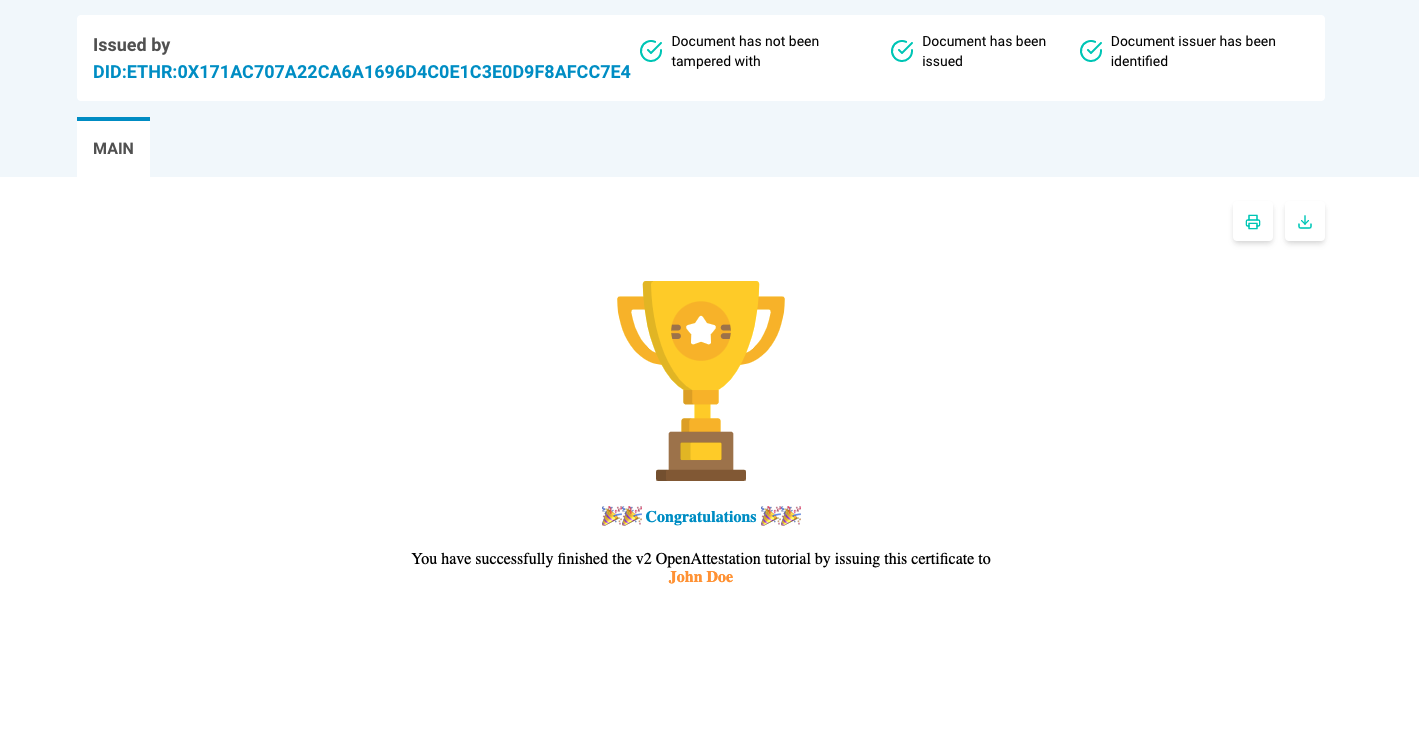 Issued by
DID:ETHR:0X171AC707A22CA6A1696D4C0E1C3E0D9F8AFCC7E4
Document has not been
tampered with
Document has been
issued
Document issuer has been
identified
MAIN
🎉🎉 Congratulations 🎉🎉
You have successfully finished the v2 OpenAttestation tutorial by issuing this certificate to
John Doe